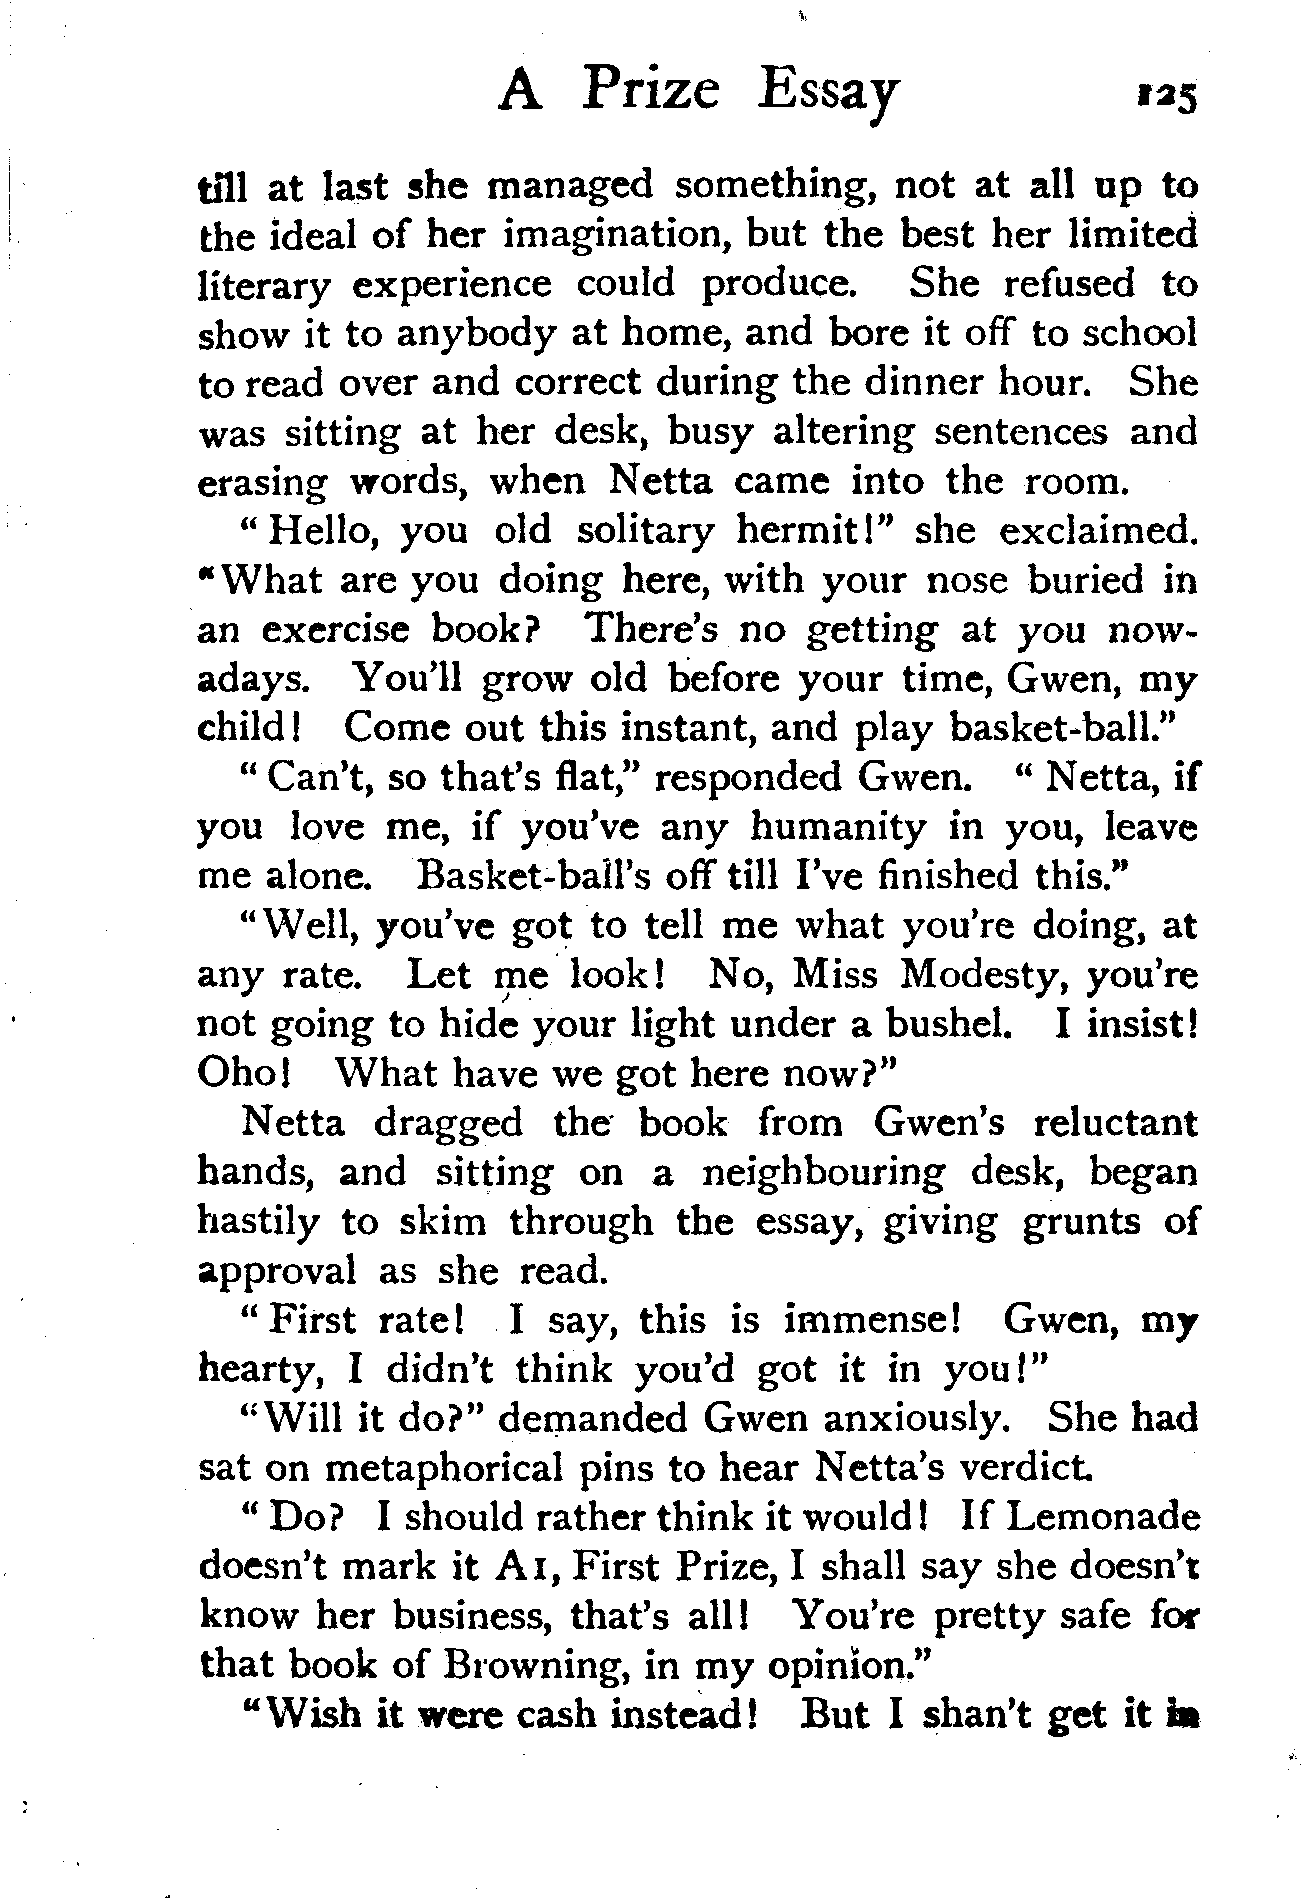 A Prize Essay 125
till at last she managed something, not at all up to
the ideal of her imagination, but the best her limited
literary experience could produce. She refused to
show it to anybody at home, and bore it off to school
to read over and correct during the dinner hour. She
was sitting at her desk, busy altering sentences and
erasing words, when Netta came into the room.
“Hello, you old solitary hermit!” she exclaimed.
“What are you doing here, with your nose buried in
an exercise book? There's no getting at you now-
adays. You'll grow old before your time, Gwen, my
child! Come out this instant, and play basket-ball.”
“Can't, so that's flat,” responded Gwen. “Netta, if
you love me, if you've any humanity in you, leave
me alone. Basket-ball's off till I've finished this.”
“Well, you've got to tell me what you're doing, at
any rate. Let me look! No, Miss Modesty, you're
not going to hide your light under a bushel. I insist!
Oho! What have we got here now?”
Netta dragged the book from Gwen's reluctant
hands, and sitting on a neighbouring desk, began
hastily to skim through the essay, giving grunts of
approval as she read.
“First rate! I say, this is immense! Gwen, my
hearty, I didn't think you'd got it in you!”
“Will it do?” demanded Gwen anxiously. She had
sat on metaphorical pins to hear Netta's verdict.
“Do? I should rather think it would! If Lemonade
doesn't mark it A1, First Prize, I shall say she doesn't
know her business, that's all! You're pretty safe for
that book of Browning, in my opinion.”
“Wish it were cash instead! But I shan't get it in